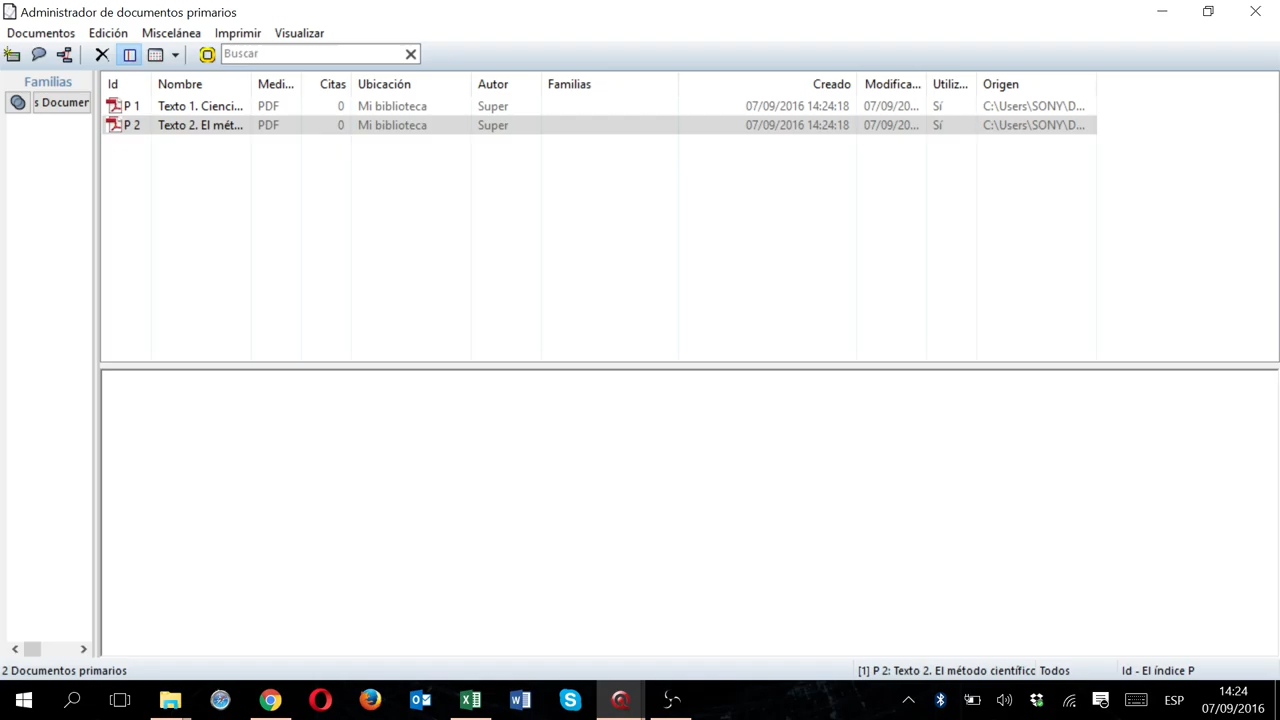 Administrador de documentos primarios
Documentos Edición Miscelánea Imprimir Visualizar
Buscar
Familias
s Documer
Id Nombre Medi... Citas Ubicación Autor Familias Creado Modifica... Utiliz... Origen
P 1 Texto 1. Cienci... PDF 0 Mi biblioteca Super 07/09/2016 14:24:18 07/09/20... Sí C:\Users\SONY\D...
P 2 Texto 2. El mét... PDF 0 Mi biblioteca Super 07/09/2016 14:24:18 07/09/20... Sí C:\Users\SONY\D...
2 Documentos primarios
[1] P 2: Texto 2. El método científicc Todos
Id - El índice P
ESP
14:24
07/09/2016